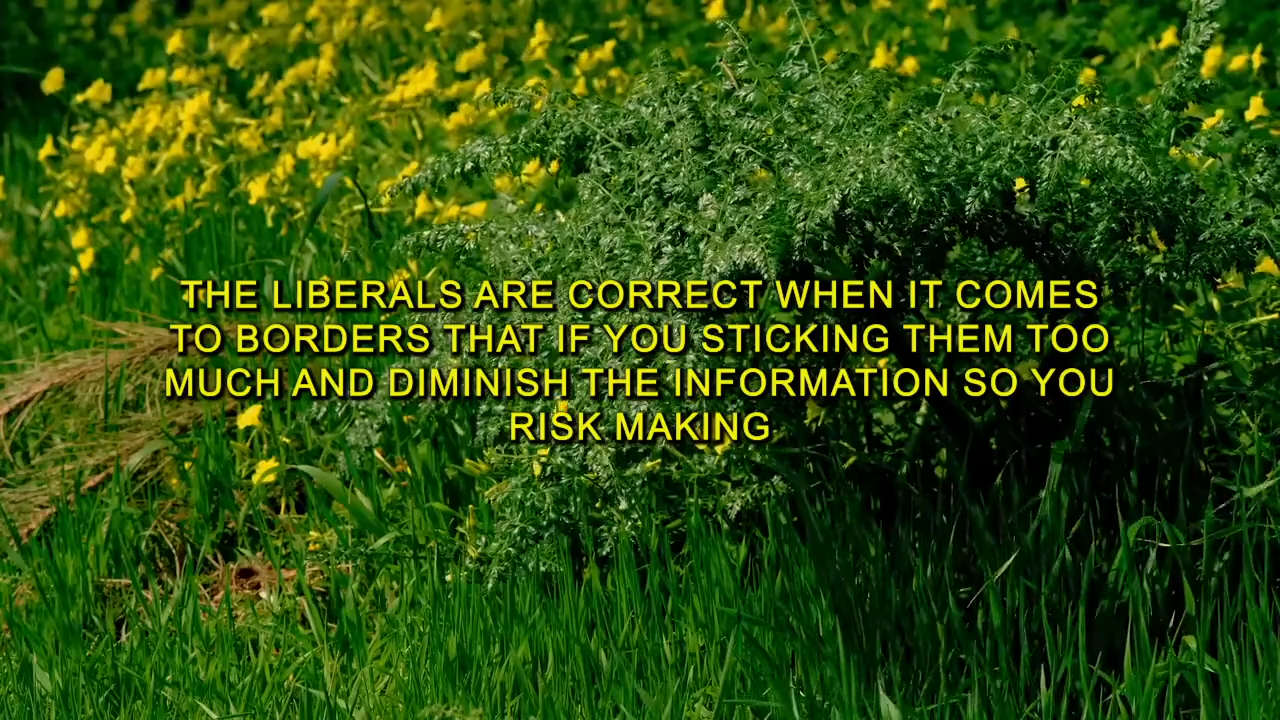 THE LIBERALS ARE CORRECT WHEN IT COMES
TO BORDERS THAT IF YOU STICKING THEM TOO
MUCH AND DIMINISH THE INFORMATION SO YOU
RISK MAKING